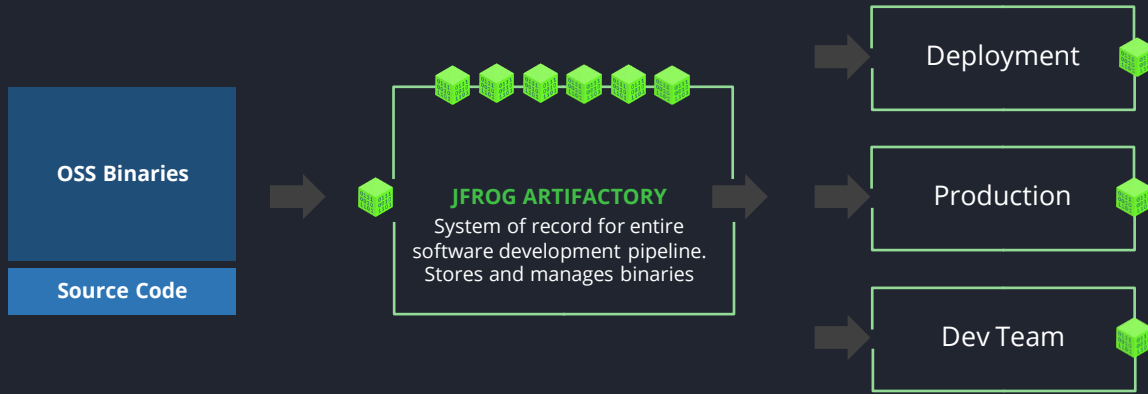 OSS Binaries
Source Code
JFROG ARTIFACTORY
System of record for entire
software development pipeline.
Stores and manages binaries
Deployment
Production
Dev Team